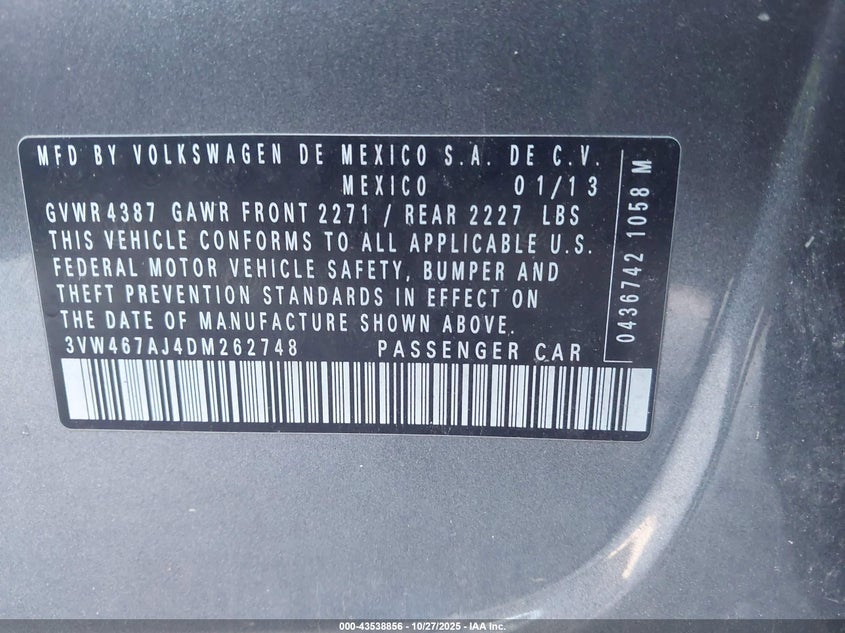 MFD BY VOLKSWAGEN DE MEXICO S.A. DE C.V.
MEXICO 01/13
GVWR 4387 GAWR FRONT 2271 / REAR 2227 LBS
THIS VEHICLE CONFORMS TO ALL APPLICABLE U.S.
FEDERAL MOTOR VEHICLE SAFETY, BUMPER AND
THEFT PREVENTION STANDARDS IN EFFECT ON
THE DATE OF MANUFACTURE SHOWN ABOVE.
3VW467AJ4DM262748 PASSENGER CAR
0436742 1058 M
000-43538856 - 10/27/2025 - IAA Inc.